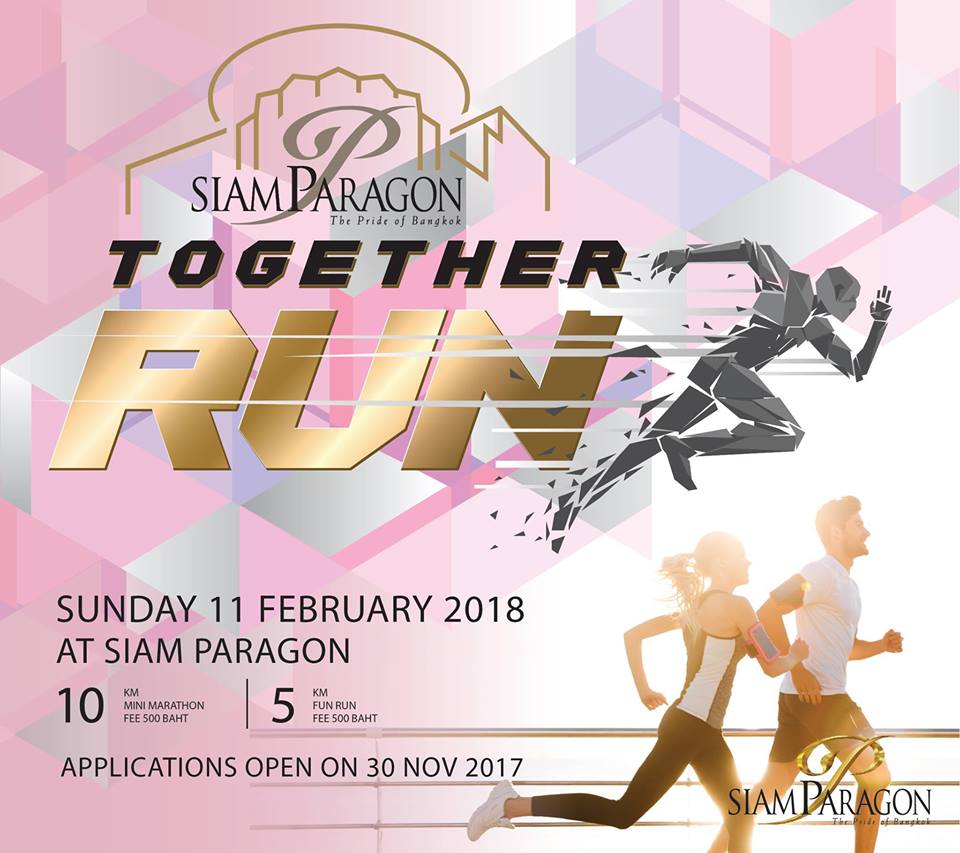 SIAM PARAGON
The Pride of Bangkok
TOGETHER
RUN
SUNDAY 11 FEBRUARY 2018
AT SIAM PARAGON
10 KM
MINI MARATHON
FEE 500 BAHT
5 KM
FUN RUN
FEE 500 BAHT
APPLICATIONS OPEN ON 30 NOV 2017
SIAM PARAGON
The Pride of Bangkok